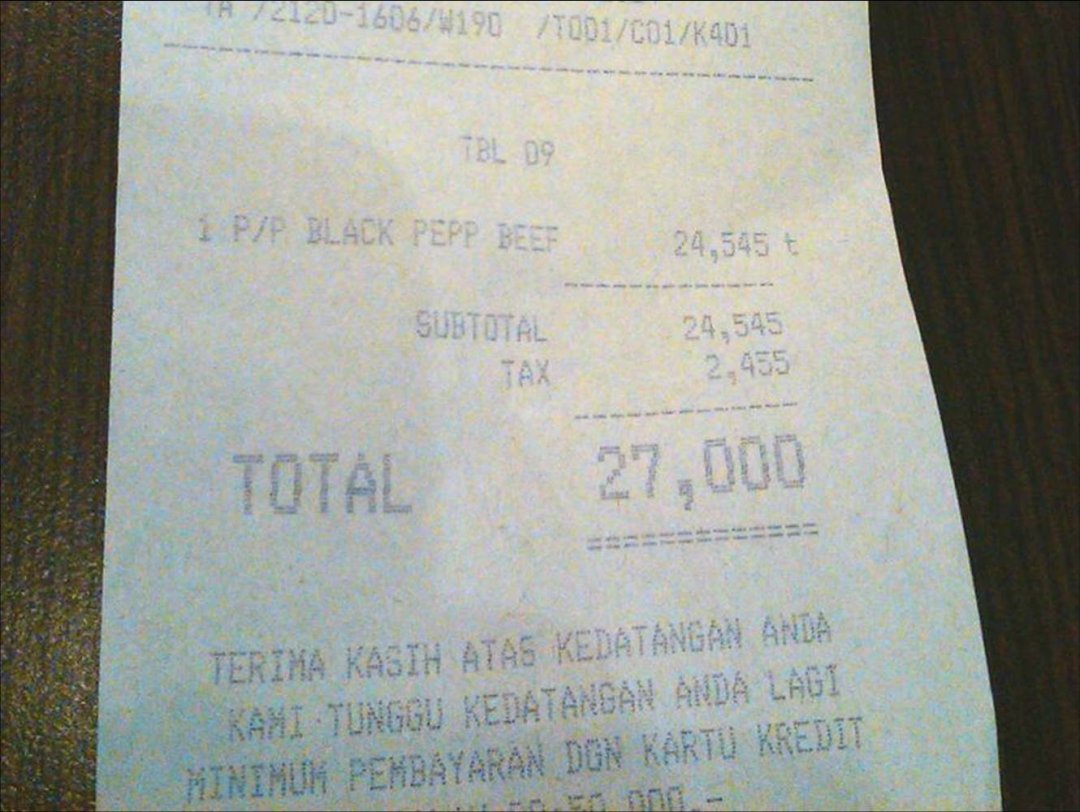 TA /2120-1606/W190 /T001/C01/K401
TBL 09
1 P/P BLACK PEPP BEEF 24,545 t
SUBTOTAL 24,545
TAX 2,455
TOTAL 27,000
TERIMA KASIH ATAS KEDATANGAN ANDA
KAMI TUNGGU KEDATANGAN ANDA LAGI
MINIMUM PEMBAYARAN DGN KARTU KREDIT
50.000,-